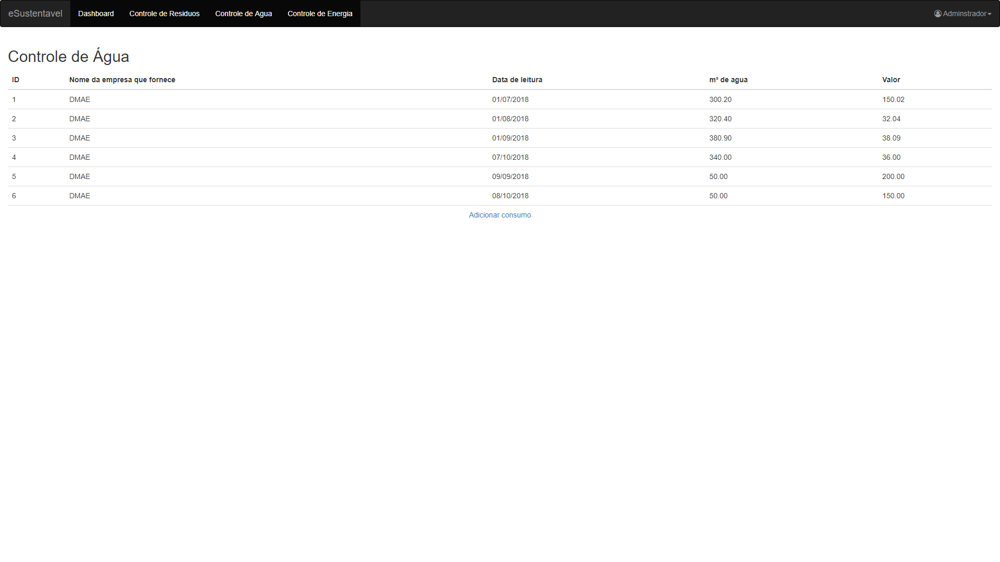 eSustentavel Dashboard Controle de Residuos Controle de Agua Controle de Energia Adminstrador
Controle de Água
ID Nome da empresa que fornece Data de leitura m³ de agua Valor
1 DMAE 01/07/2018 300.20 150.02
2 DMAE 01/08/2018 320.40 32.04
3 DMAE 01/09/2018 380.90 38.09
4 DMAE 07/10/2018 340.00 36.00
5 DMAE 09/09/2018 50.00 200.00
6 DMAE 08/10/2018 50.00 150.00
Adicionar consumo